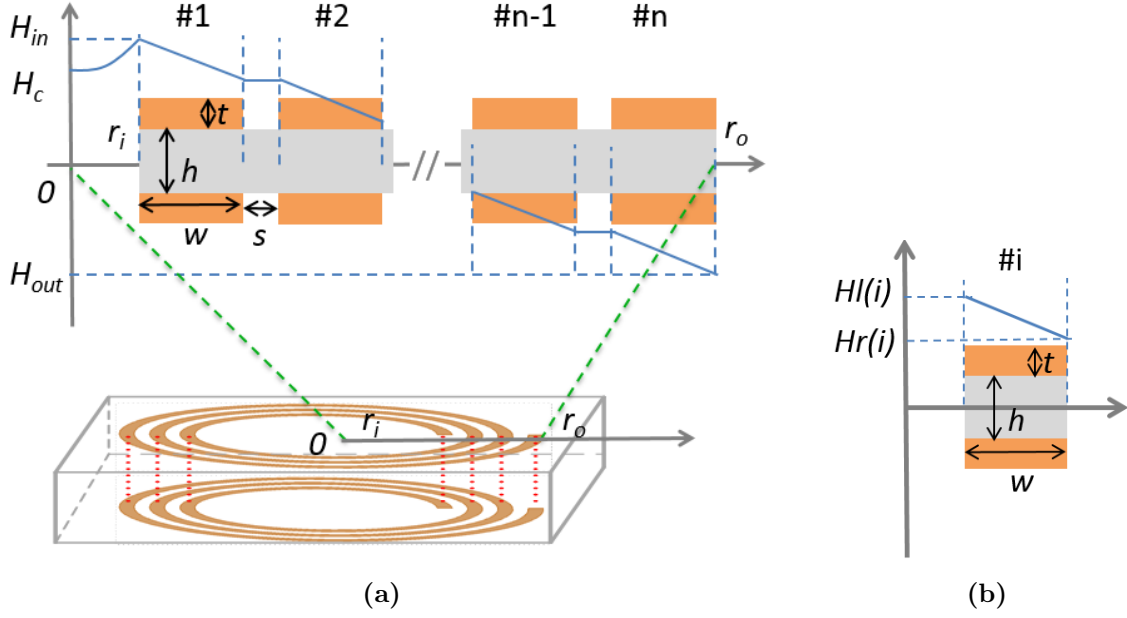 #1 #2 #n-1 #n
H_in
H_c
t
r_i r_o
h
0
w s
H_out
#i
Hl(i)
Hr(i)
t
h
w
r_i r_o
0
(a) (b)